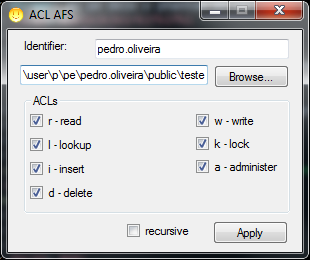 ACL AFS
Identifier: pedro.oliveira
\user\p\pe\pedro.oliveira\public\teste Browse...
ACLs
r - read w - write
l - lookup k - lock
i - insert a - administer
d - delete
recursive Apply